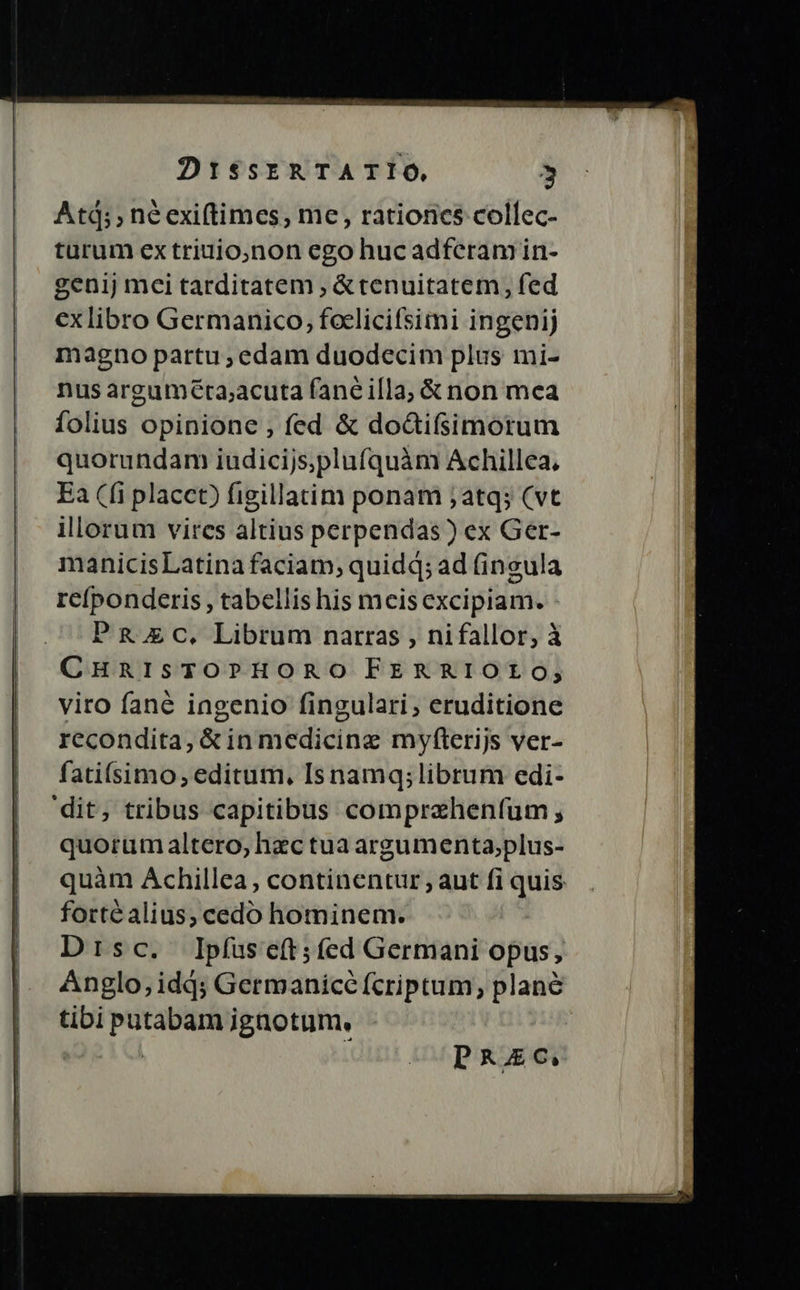 DISSERTATIO, 3
Atq́;, nè exiſtimes, me, rationes collec-
turum ex triuio, non ego huc adferam in-
genij mei tarditatem, & tenuitatem, ſed
ex libro Germanico, fœliciſsimi ingenij
magno partu, edam duodecim plus mi-
nus argumẽta, acuta ſanè illa, & non mea
ſolius opinione, ſed & doctiſsimorum
quorundam iudicijs, pluſquàm Achillea.
Ea (ſi placet) ſigillatim ponam, atq; (vt
illorum vires altius perpendas) ex Ger-
manicis Latina faciam, quidq́; ad ſingula
reſponderis, tabellis his meis excipiam.
PRÆC. Librum narras, ni fallor, à
CHRISTOPHORO FERRIOLO,
viro ſanè ingenio ſingulari, eruditione
recondita, & in medicinæ myſterijs ver-
ſatiſsimo, editum. Is namq; librum edi-
dit, tribus capitibus compræhenſum,
quorum altero, hæc tua argumenta, plus-
quàm Achillea, continentur, aut ſi quis
fortè alius, cedò hominem.
DISC. Ipſus eſt; ſed Germani opus,
Anglo, idq́; Germanicè ſcriptum, planè
tibi putabam ignotum.
PRÆC.